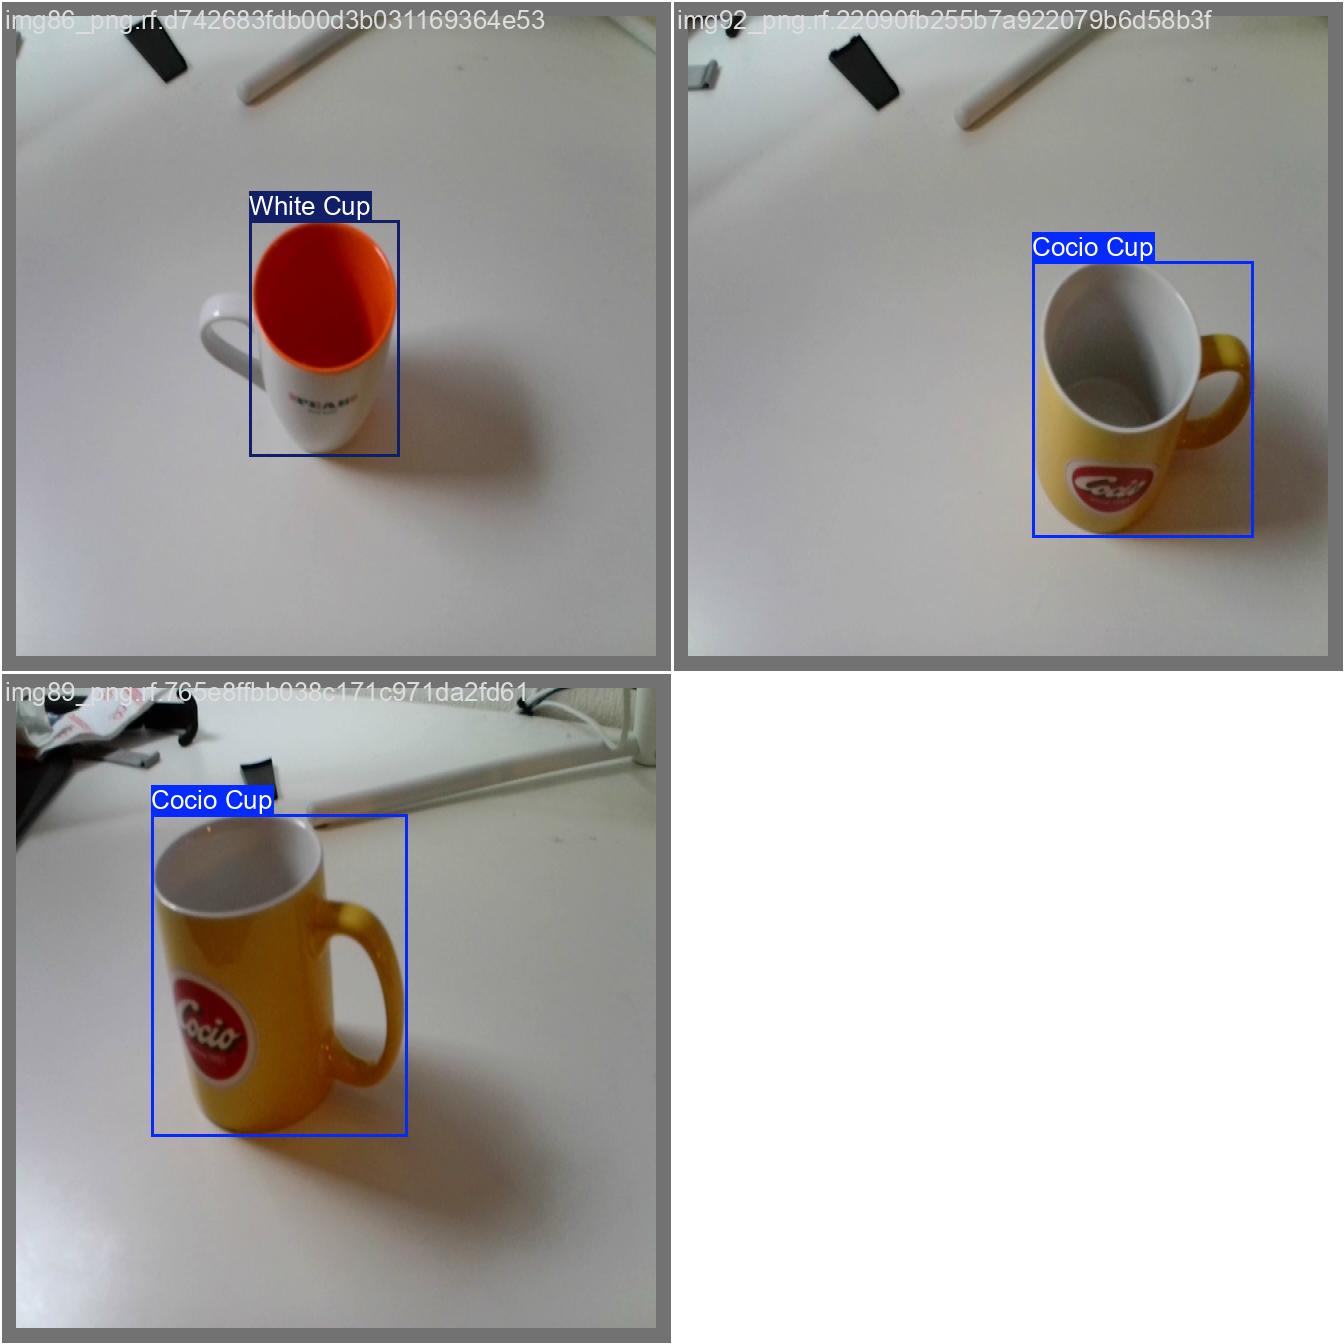 img86_png.rf.d742683fdb00d3b031169364e53
White Cup
img92_png.rf.22090fb255b7a922079b6d58b3f
Cocio Cup
Cocio
img89_png.rf.765e8ffbb038c171c971da2fd61
Cocio Cup
Cocio